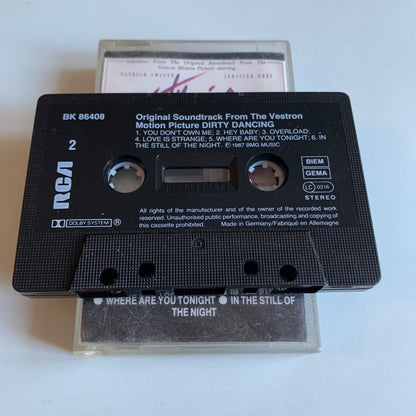 Selections From The Original Soundtrack From The
Vestron Motion Picture starring
PATRICK SWAYZE JENNIFER GREY
BK 86408
Original Soundtrack From The Vestron
Motion Picture DIRTY DANCING
1. YOU DON'T OWN ME; 2. HEY BABY; 3. OVERLOAD;
4. LOVE IS STRANGE; 5. WHERE ARE YOU TONIGHT; 6. IN
THE STILL OF THE NIGHT. ℗1987 BMG MUSIC
2
RCA
BIEM
GEMA
LC 0316
STEREO
DOLBY SYSTEM ®
All rights of the manufacturer and of the owner of the recorded work
reserved. Unauthorised public performance, broadcasting and copying of
this cassette prohibited. Made in Germany/Fabriqué en Allemagne
WHERE ARE YOU TONIGHT • IN THE STILL OF
THE NIGHT